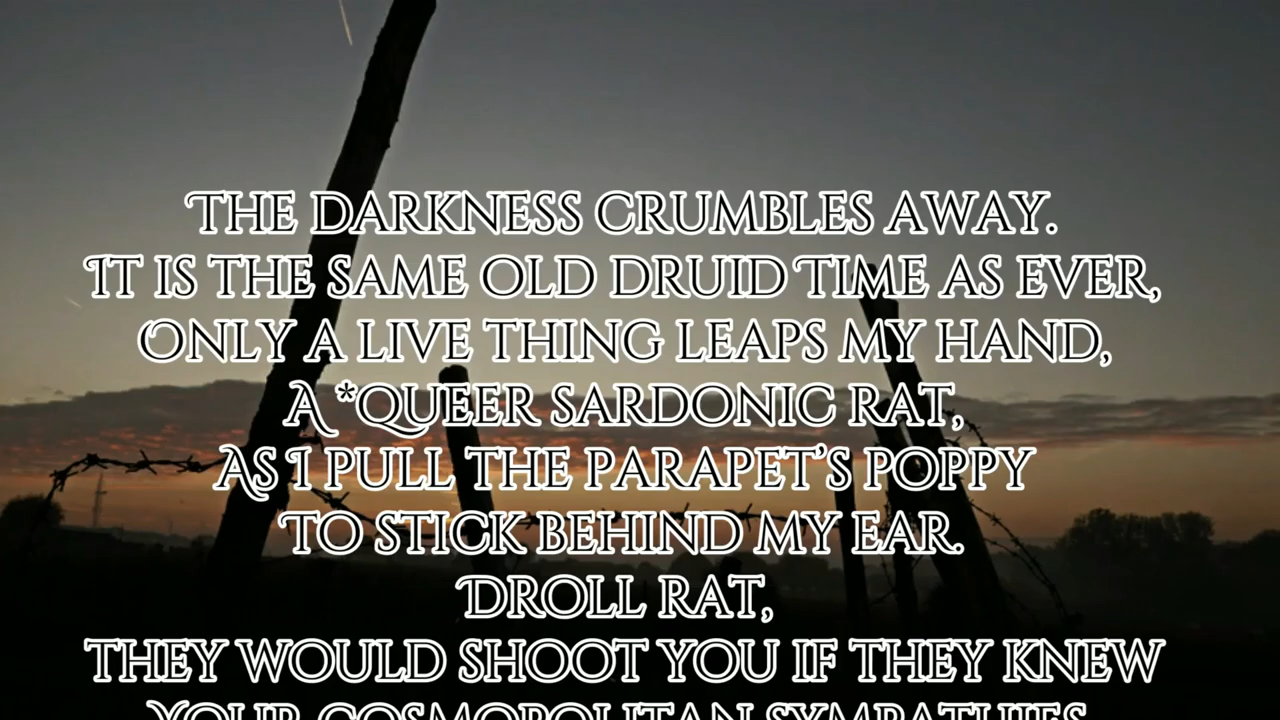 The Darkness Crumbles away.
It is the same old druid Time as ever,
Only a live thing leaps my hand,
A *Queer sardonic rat,
As I pull the parapet's poppy
To stick behind my ear.
Droll rat,
they would shoot you if they knew
Your cosmopolitan sympathies